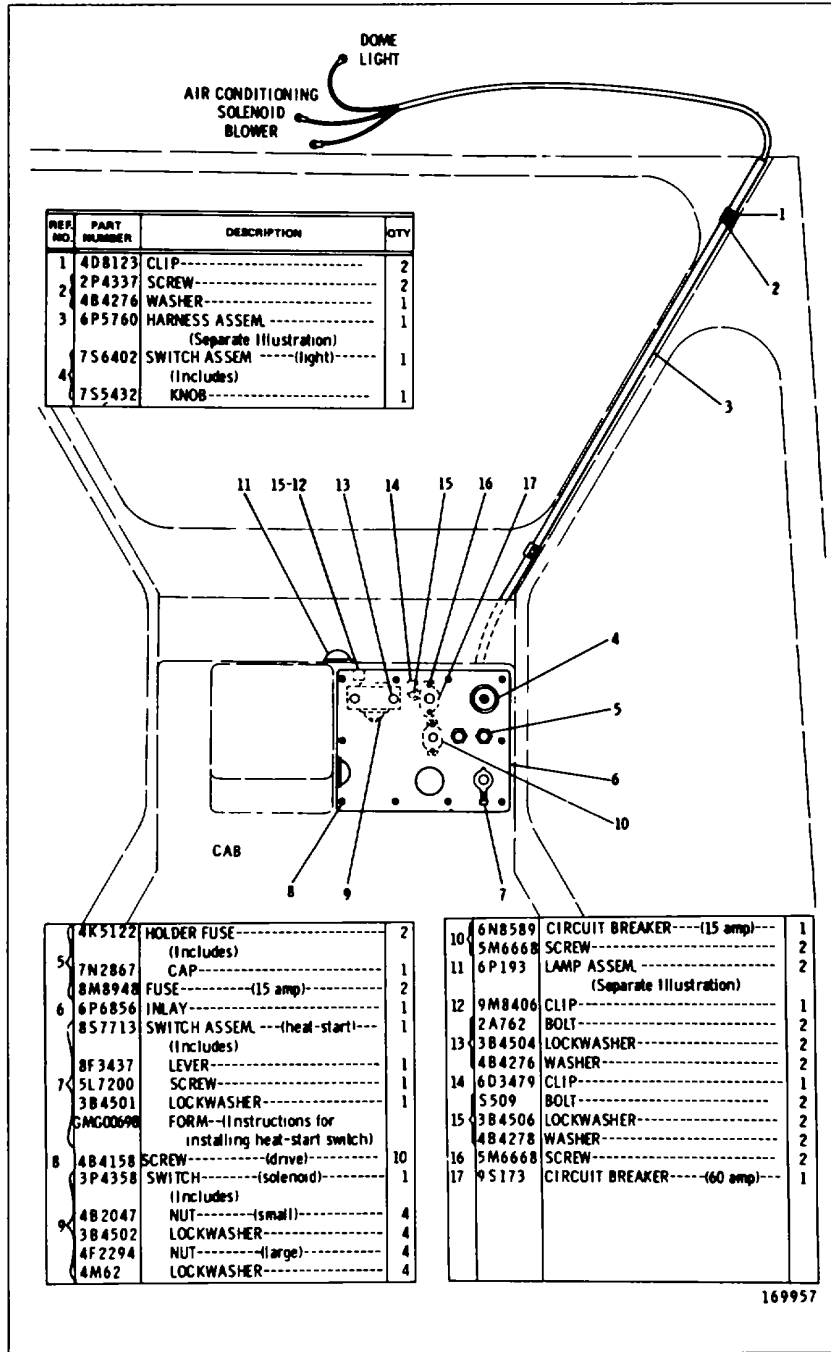 DOME
LIGHT
AIR CONDITIONING
SOLENOID
BLOWER
1
2
3
REF. NO. PART NUMBER DESCRIPTION QTY
1 4D8123 CLIP 2
2 2P4337 SCREW 2
4B4276 WASHER 1
3 6P5760 HARNESS ASSEM. 1
(Separate Illustration)
4 7S6402 SWITCH ASSEM ----(light)---- 1
(Includes)
7S5432 KNOB 1
11 15-12 13 14 15 16 17
4
5
6
10
CAB
8 9 7
5 4K5122 HOLDER FUSE 2
(Includes)
7N2867 CAP 1
8M8948 FUSE (15 amp) 2
6 6P6856 INLAY 1
7 8S7713 SWITCH ASSEM. ---(heat-start) 1
(Includes)
8F3437 LEVER 1
5L7200 SCREW 1
3B4501 LOCKWASHER 1
GMG00698 FORM--(Instructions for
installing heat-start switch)
8 4B4158 SCREW (drive) 10
9 3P4358 SWITCH (solenoid) 1
(Includes)
4B2047 NUT (small) 4
3B4502 LOCKWASHER 4
4F2294 NUT (large) 4
4M62 LOCKWASHER 4
10 6N8589 CIRCUIT BREAKER (15 amp) 1
5M6668 SCREW 2
11 6P193 LAMP ASSEM. 2
(Separate Illustration)
12 9M8406 CLIP 1
13 2A762 BOLT 2
3B4504 LOCKWASHER 2
4B4276 WASHER 2
14 6D3479 CLIP 1
15 S509 BOLT 2
3B4506 LOCKWASHER 2
4B4278 WASHER 2
16 5M6668 SCREW 2
17 9S173 CIRCUIT BREAKER (60 amp) 1
169957